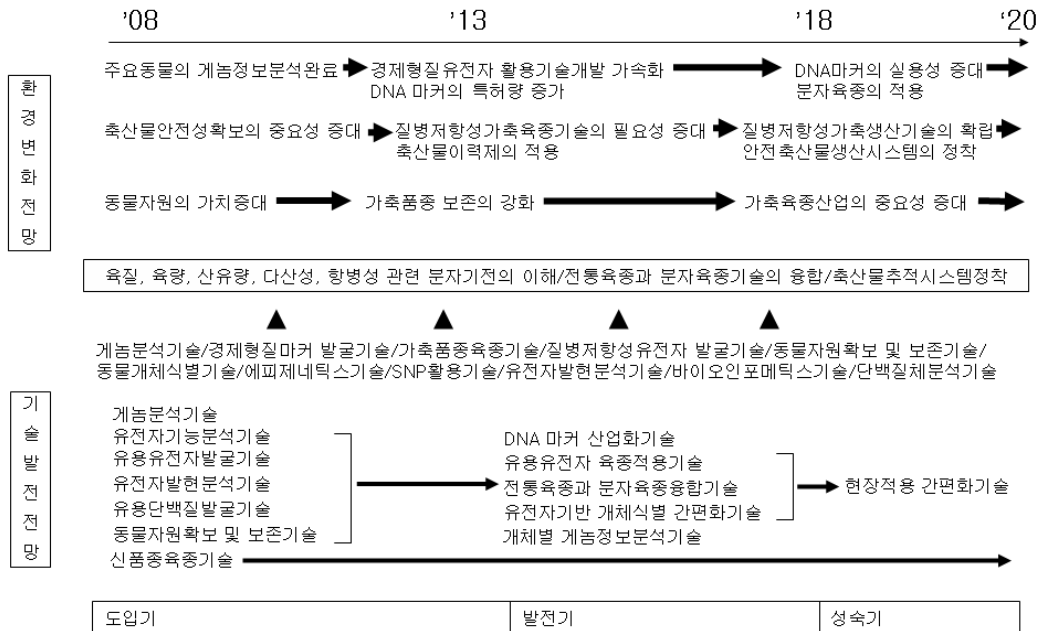 '08 '13 '18 '20
환경변화전망
주요동물의 게놈정보분석완료 경제형질유전자 활용기술개발 가속화 DNA마커의 실용성 증대
DNA 마커의 특허량 증가 분자육종의 적용
축산물안전성확보의 중요성 증대 질병저항성가축육종기술의 필요성 증대 질병저항성가축생산기술의 확립
축산물이력제의 적용 안전축산물생산시스템의 정착
동물자원의 가치증대 가축품종 보존의 강화 가축육종산업의 중요성 증대
육질, 육량, 산유량, 다산성, 항병성 관련 분자기전의 이해/전통육종과 분자육종기술의 융합/축산물추적시스템정착
게놈분석기술/경제형질마커 발굴기술/가축품종육종기술/질병저항성유전자 발굴기술/동물자원확보 및 보존기술/
동물개체식별기술/에피제네틱스기술/SNP활용기술/유전자발현분석기술/바이오인포메틱스기술/단백질체분석기술
기술발전전망
게놈분석기술
유전자기능분석기술
유용유전자발굴기술
유전자발현분석기술
유용단백질발굴기술
동물자원확보 및 보존기술
신품종육종기술
DNA 마커 산업화기술
유용유전자 육종적용기술
전통육종과 분자육종융합기술
유전자기반 개체식별 간편화기술
개체별 게놈정보분석기술
현장적용 간편화기술
도입기 발전기 성숙기